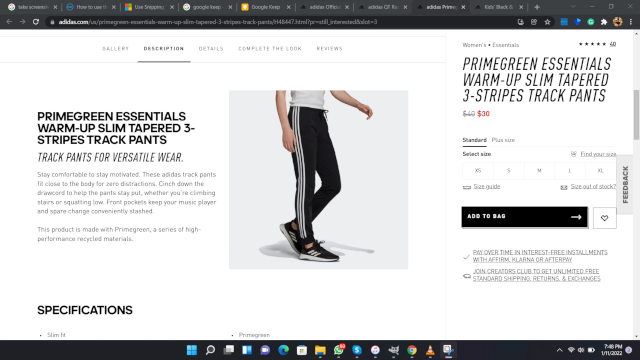 take screensh
How to use th
Use Snipping
google keep
Google Keep
adidas Offici
adidas QT Ru
adidas Prime
Kids' Black &
adidas.com/us/primegreen-essentials-warm-up-slim-tapered-3-stripes-track-pants/H48447.html?pr=still_interested&slot=3
GALLERY DESCRIPTION DETAILS COMPLETE THE LOOK REVIEWS
Women's • Essentials
40
PRIMEGREEN ESSENTIALS
WARM-UP SLIM TAPERED
3-STRIPES TRACK PANTS
$40 $30
Standard Plus size
Select size Find your size
XS S M L XL
Size guide Size out of stock?
FEEDBACK
ADD TO BAG
PAY OVER TIME IN INTEREST-FREE INSTALLMENTS
WITH AFFIRM, KLARNA OR AFTERPAY
JOIN CREATORS CLUB TO GET UNLIMITED FREE
STANDARD SHIPPING, RETURNS, & EXCHANGES
PRIMEGREEN ESSENTIALS
WARM-UP SLIM TAPERED 3-
STRIPES TRACK PANTS
TRACK PANTS FOR VERSATILE WEAR.
Stay comfortable to stay motivated. These adidas track pants
fit close to the body for zero distractions. Cinch down the
drawcord to help the pants stay put, whether you're climbing
stairs or squatting low. Front pockets keep your music player
and spare change conveniently stashed.
This product is made with Primegreen, a series of high-
performance recycled materials.
SPECIFICATIONS
• Slim fit
• Primegreen
7:48 PM
1/11/2022